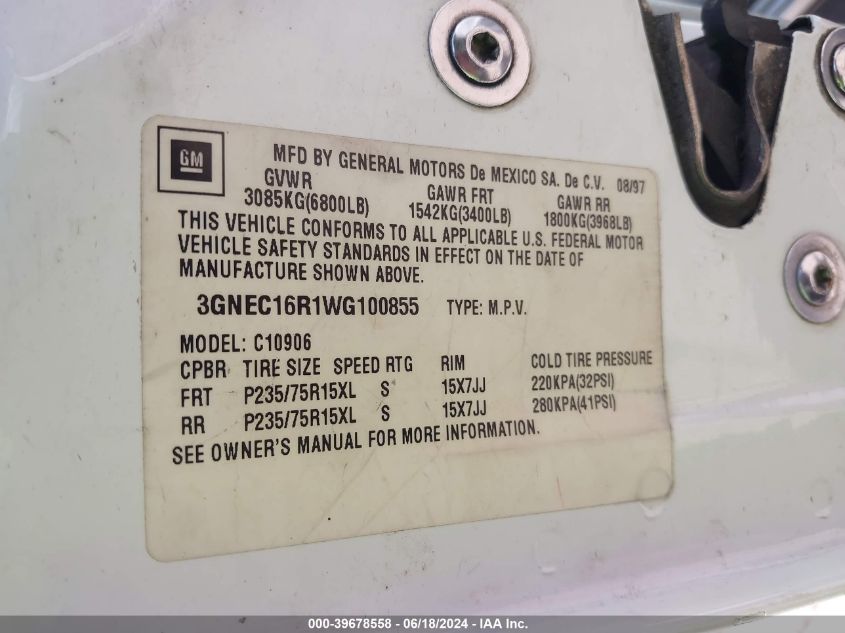 GM
MFD BY GENERAL MOTORS De MEXICO SA. De C.V. 08/97
GVWR GAWR FRT GAWR RR
3085KG(6800LB) 1542KG(3400LB) 1800KG(3968LB)
THIS VEHICLE CONFORMS TO ALL APPLICABLE U.S. FEDERAL MOTOR
VEHICLE SAFETY STANDARDS IN EFFECT ON THE DATE OF
MANUFACTURE SHOWN ABOVE.
3GNEC16R1WG100855 TYPE: M.P.V.
MODEL: C10906
CPBR TIRE SIZE SPEED RTG RIM COLD TIRE PRESSURE
FRT P235/75R15XL S 15X7JJ 220KPA(32PSI)
RR P235/75R15XL S 15X7JJ 280KPA(41PSI)
SEE OWNER'S MANUAL FOR MORE INFORMATION.
000-39678558 - 06/18/2024 - IAA Inc.